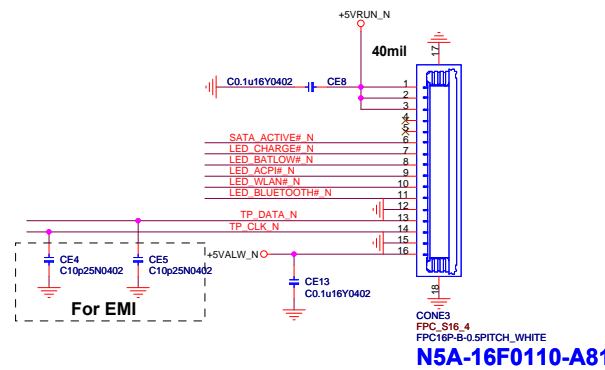 +5VRUN_N
40mil
17
C0.1u16Y0402 CE8
1
2
3
4
5
SATA_ACTIVE#_N 6
LED_CHARGE#_N 7
LED_BATLOW#_N 8
LED_ACPI#_N 9
LED_WLAN#_N 10
LED_BLUETOOTH#_N 11
12
TP_DATA_N 13
TP_CLK_N 14
15
+5VALW_N 16
CE4
C10p25N0402
CE5
C10p25N0402
CE13
C0.1u16Y0402
For EMI
18
CONE3
FPC_S16_4
FPC16P-B-0.5PITCH_WHITE
N5A-16F0110-A81